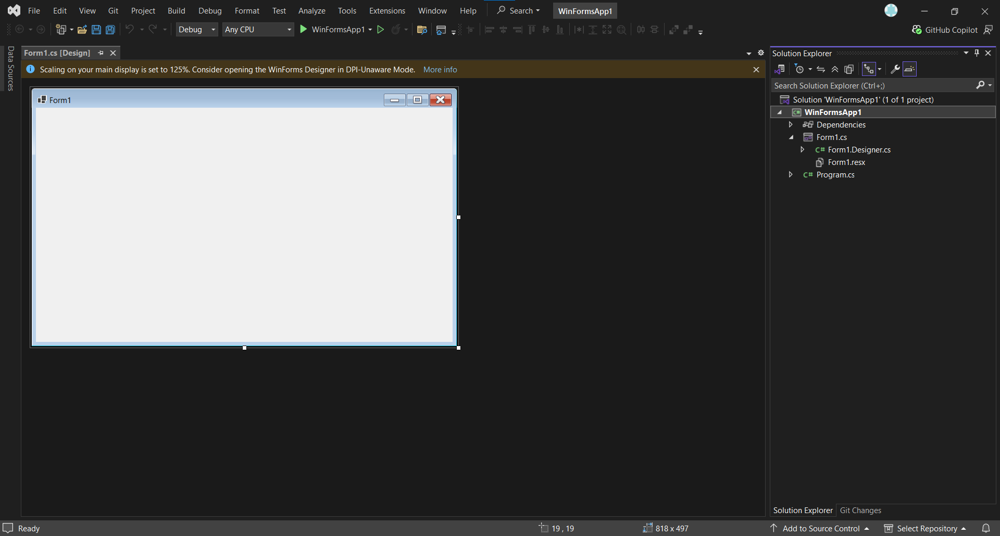 File Edit View Git Project Build Debug Format Test Analyze Tools Extensions Window Help Search WinFormsApp1
Debug Any CPU WinFormsApp1 GitHub Copilot
Data Sources
Form1.cs [Design]
Scaling on your main display is set to 125%. Consider opening the WinForms Designer in DPI-Unaware Mode. More info
Form1
Solution Explorer
Search Solution Explorer (Ctrl+;)
Solution 'WinFormsApp1' (1 of 1 project)
WinFormsApp1
Dependencies
Form1.cs
C# Form1.Designer.cs
Form1.resx
C# Program.cs
Solution Explorer Git Changes
Ready 19 , 19 818 x 497 Add to Source Control Select Repository